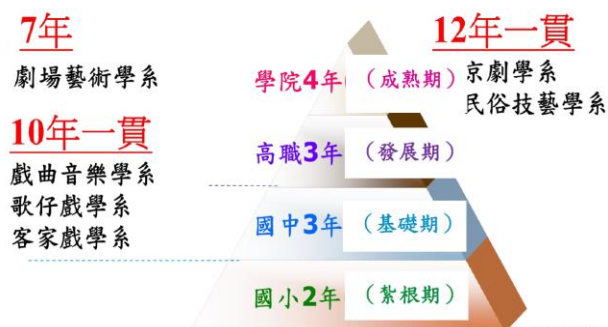 7年
劇場藝術學系
10年一貫
戲曲音樂學系
歌仔戲學系
客家戲學系
12年一貫
京劇學系
民俗技藝學系
學院4年(成熟期)
高職3年(發展期)
國中3年(基礎期)
國小2年(紮根期)